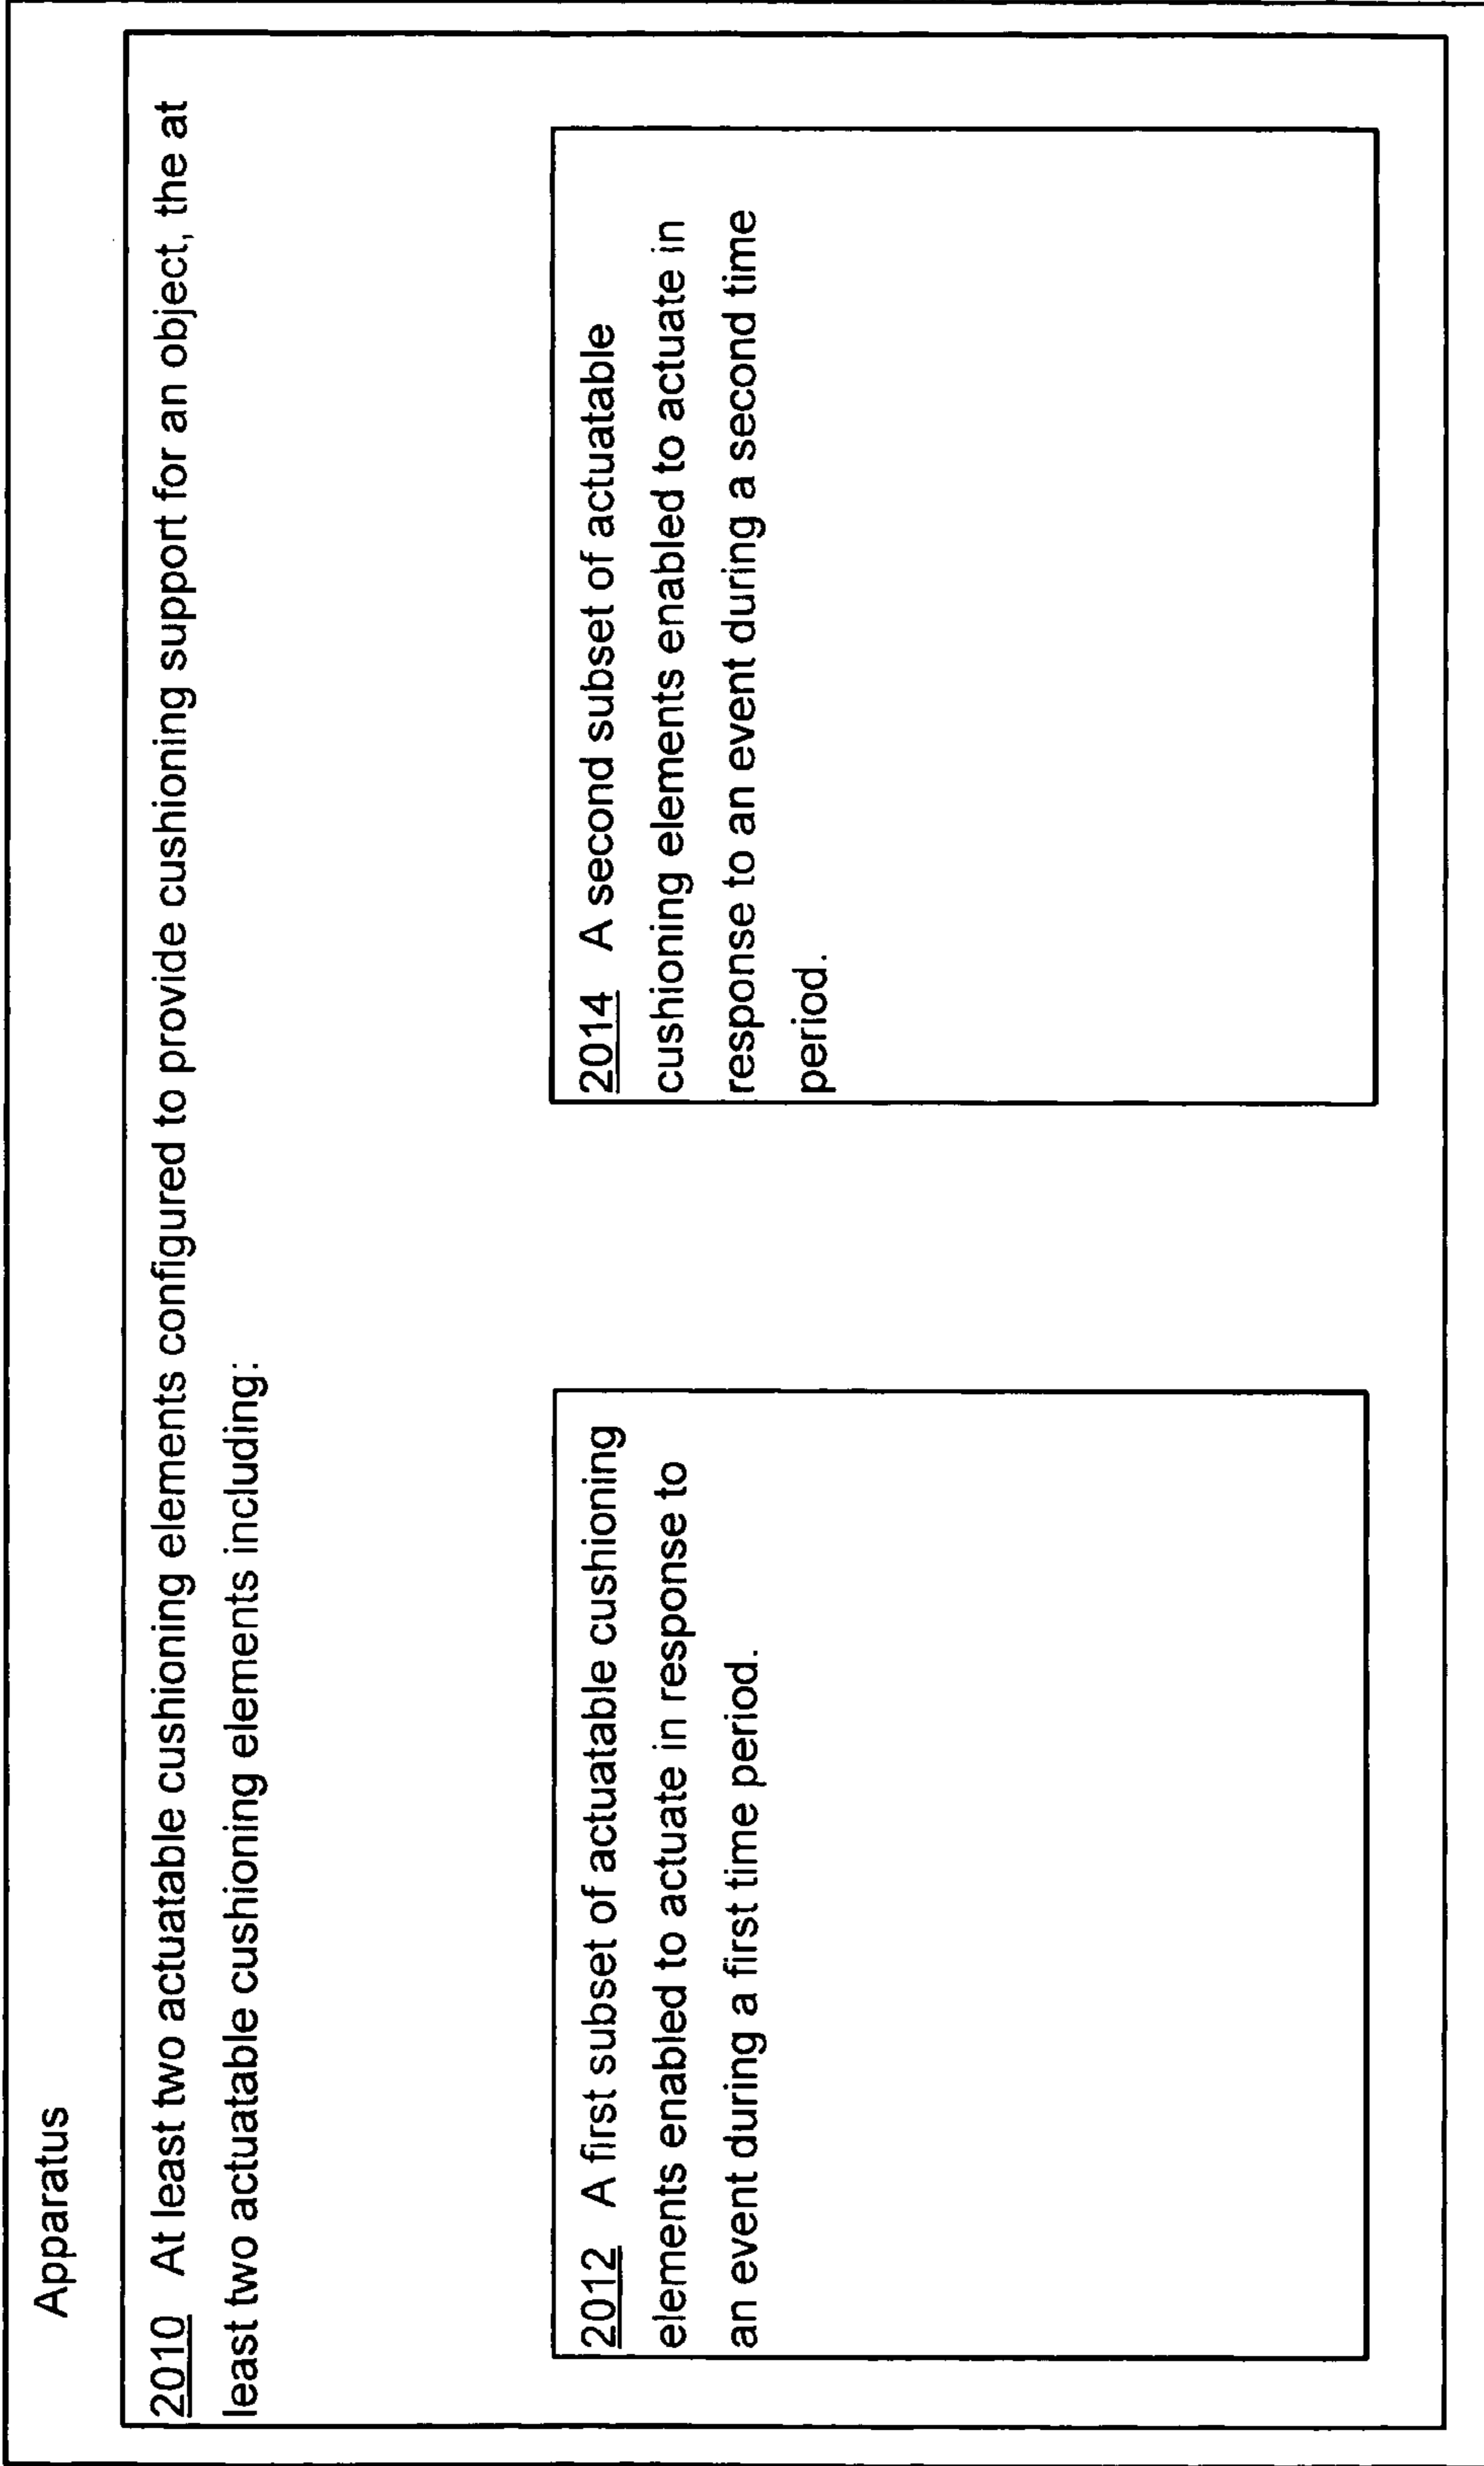 Apparatus
2010 At least two actuatable cushioning elements configured to provide cushioning support for an object, the at
least two actuatable cushioning elements including:
2012 A first subset of actuatable cushioning
elements enabled to actuate in response to
an event during a first time period.
2014 A second subset of actuatable
cushioning elements enabled to actuate in
response to an event during a second time
period.